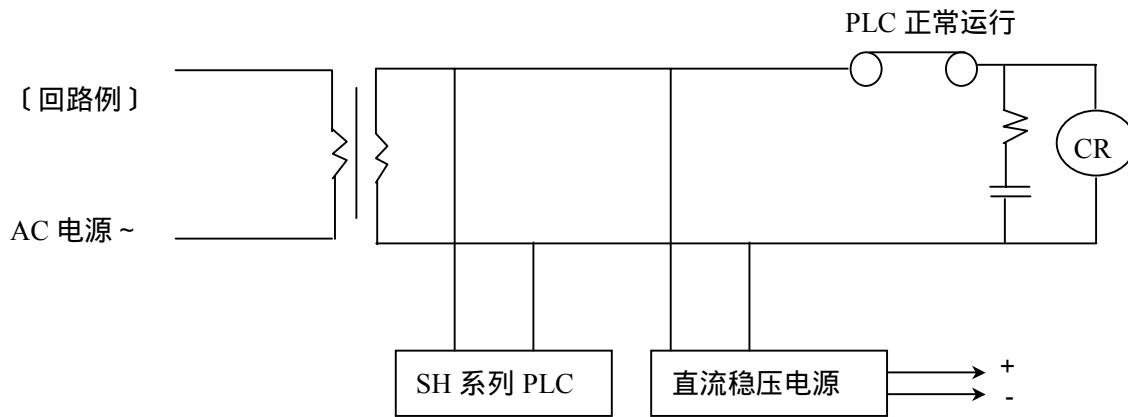 PLC 正常运行
〔 回路例 〕
CR
AC 电源 ~
SH 系列 PLC
直流稳压电源
+
-